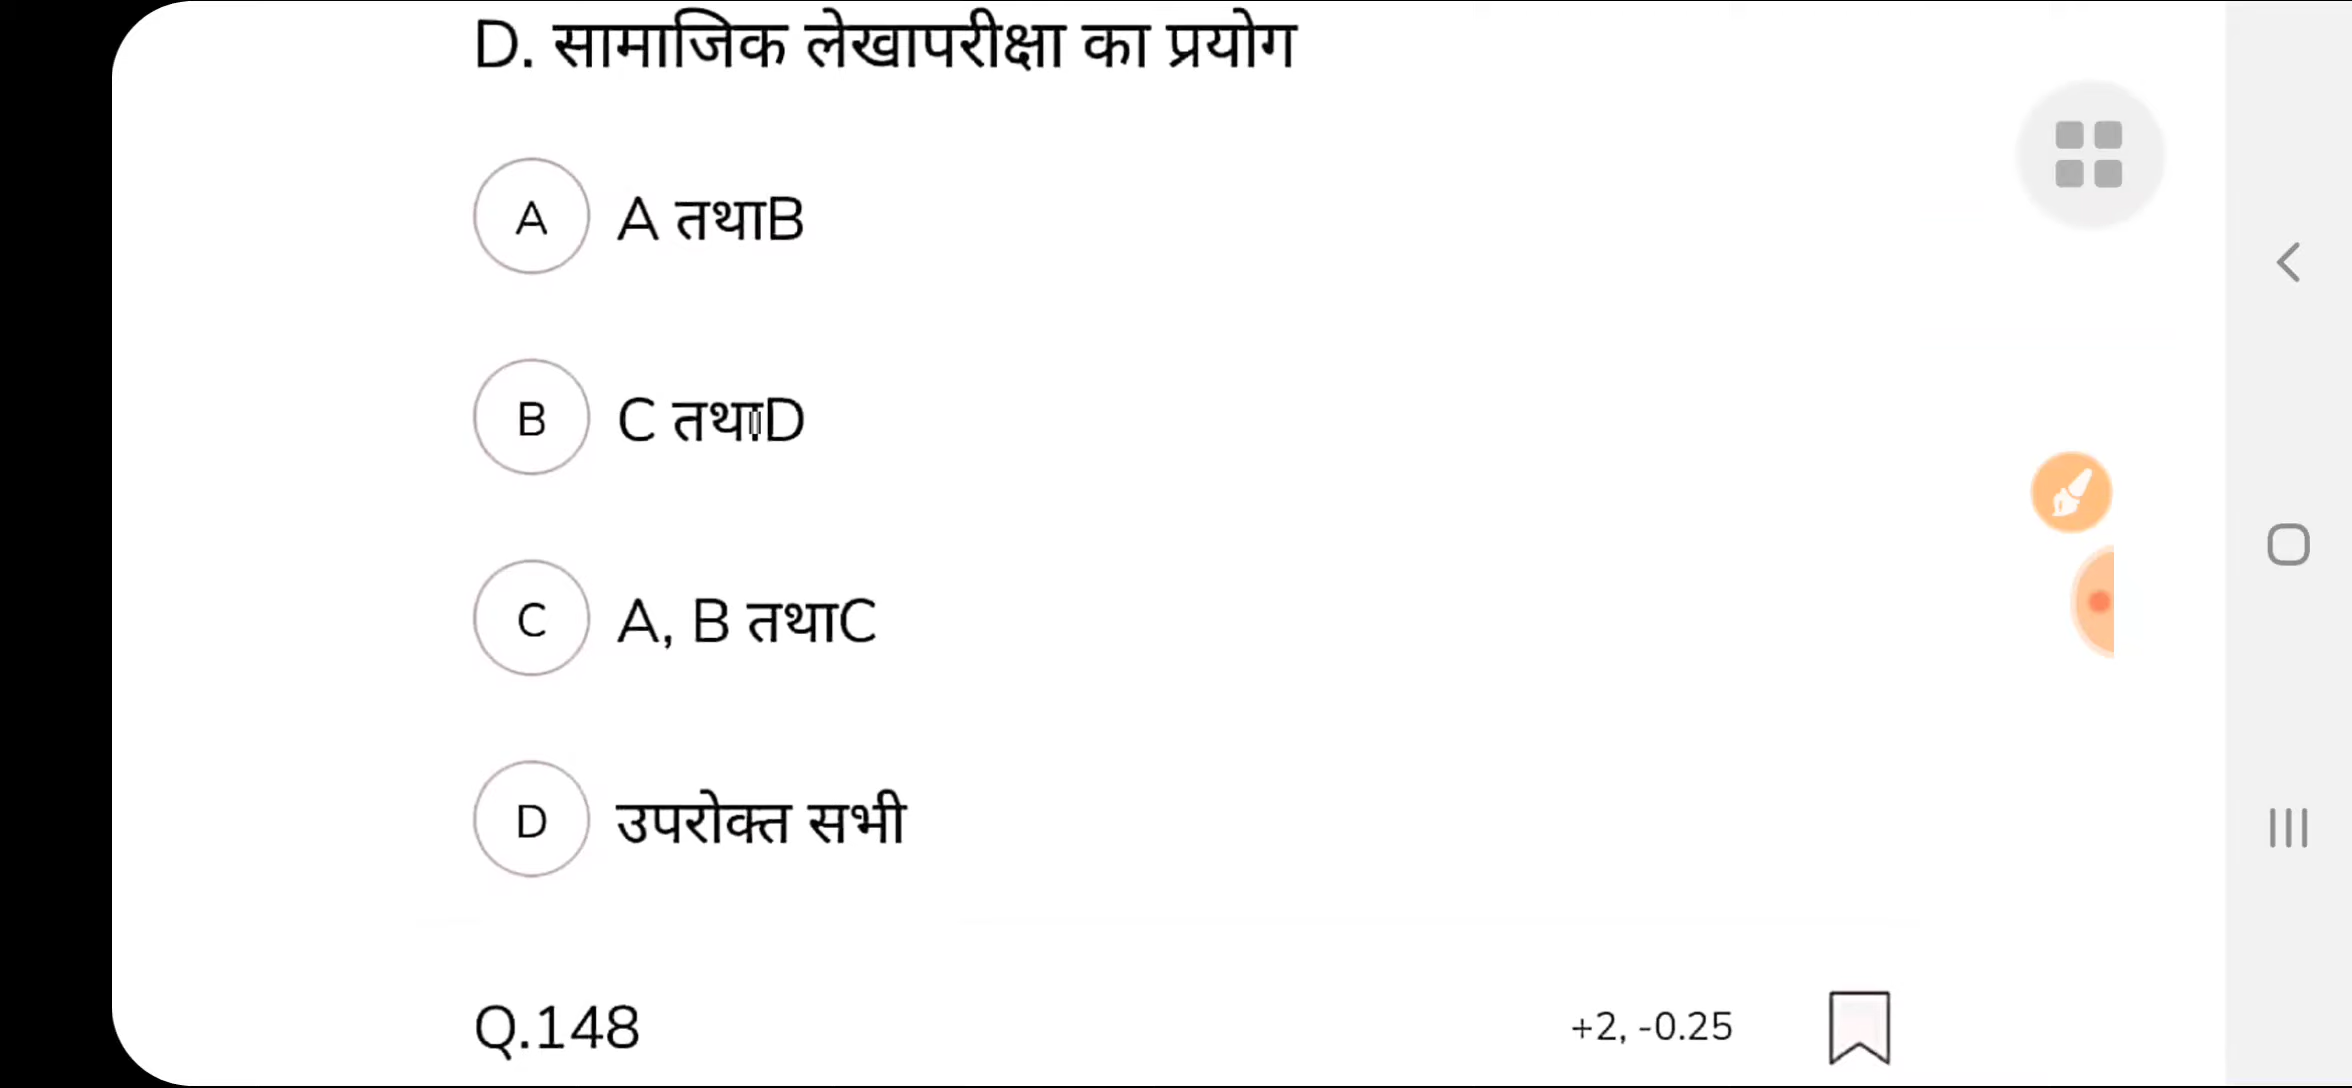 D. सामाजिक लेखापरीक्षा का प्रयोग
A A तथाB
B C तथाD
C A, B तथाC
D उपरोक्त सभी
Q.148 +2, -0.25